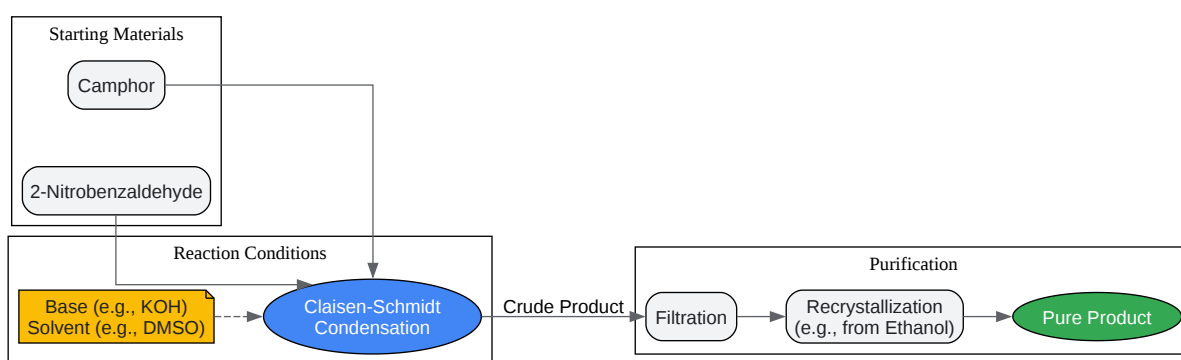 Starting Materials
Camphor
2-Nitrobenzaldehyde
Reaction Conditions
Base (e.g., KOH)
Solvent (e.g., DMSO)
Claisen-Schmidt
Condensation
Crude Product
Purification
Filtration
Recrystallization
(e.g., from Ethanol)
Pure Product